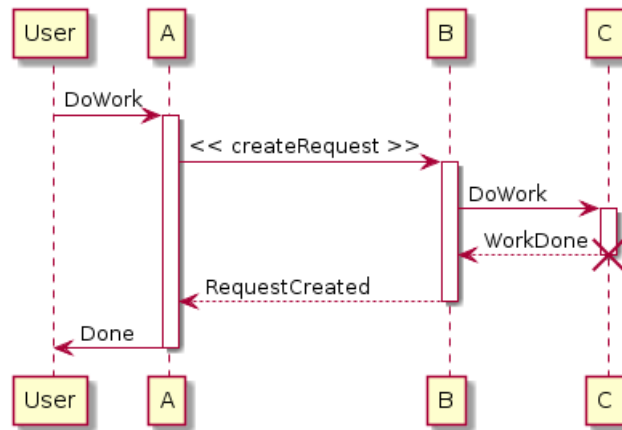 User A B C
DoWork
<< createRequest >>
DoWork
WorkDone
RequestCreated
Done
User A B C